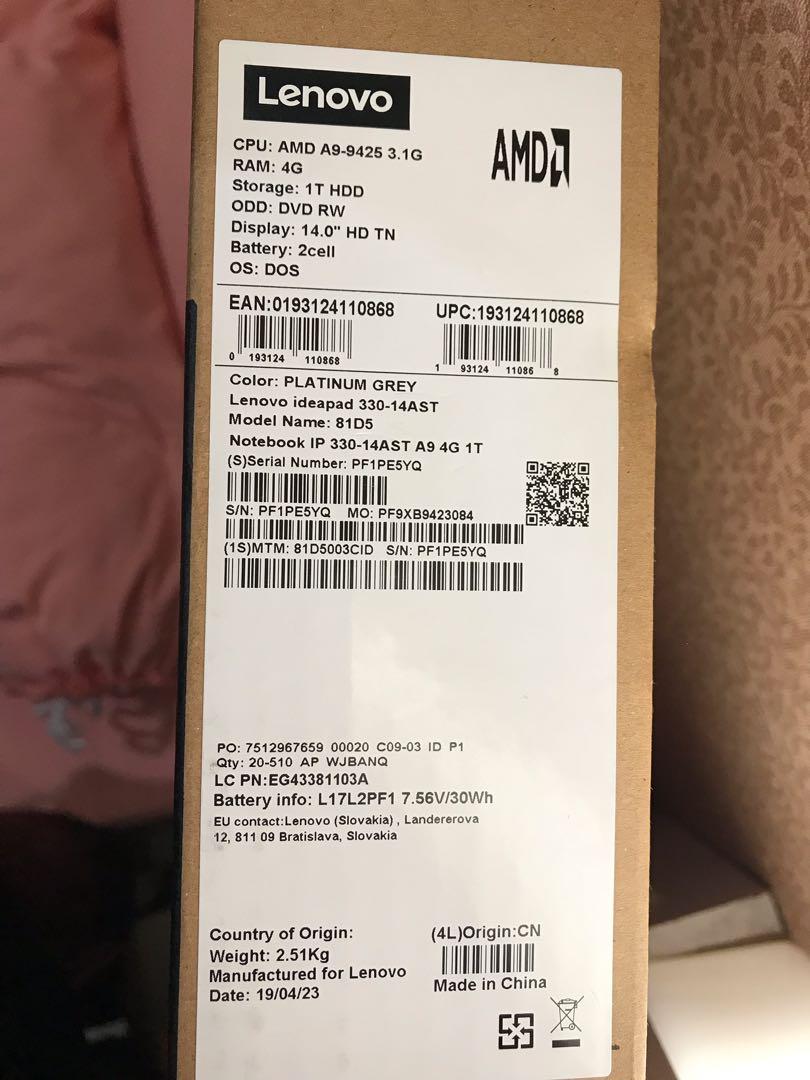 Lenovo
AMD
CPU: AMD A9-9425 3.1G
RAM: 4G
Storage: 1T HDD
ODD: DVD RW
Display: 14.0" HD TN
Battery: 2cell
OS: DOS
EAN:0193124110868 UPC:193124110868
0 193124 110868 1 93124 11086 8
Color: PLATINUM GREY
Lenovo ideapad 330-14AST
Model Name: 81D5
Notebook IP 330-14AST A9 4G 1T
(S)Serial Number: PF1PE5YQ
S/N: PF1PE5YQ MO: PF9XB9423084
(1S)MTM: 81D5003CID S/N: PF1PE5YQ
PO: 7512967659 00020 C09-03 ID P1
Qty: 20-510 AP WJBANQ
LC PN:EG43381103A
Battery info: L17L2PF1 7.56V/30Wh
EU contact:Lenovo (Slovakia) , Landererova
12, 811 09 Bratislava, Slovakia
Country of Origin: (4L)Origin:CN
Weight: 2.51Kg
Manufactured for Lenovo
Made in China
Date: 19/04/23